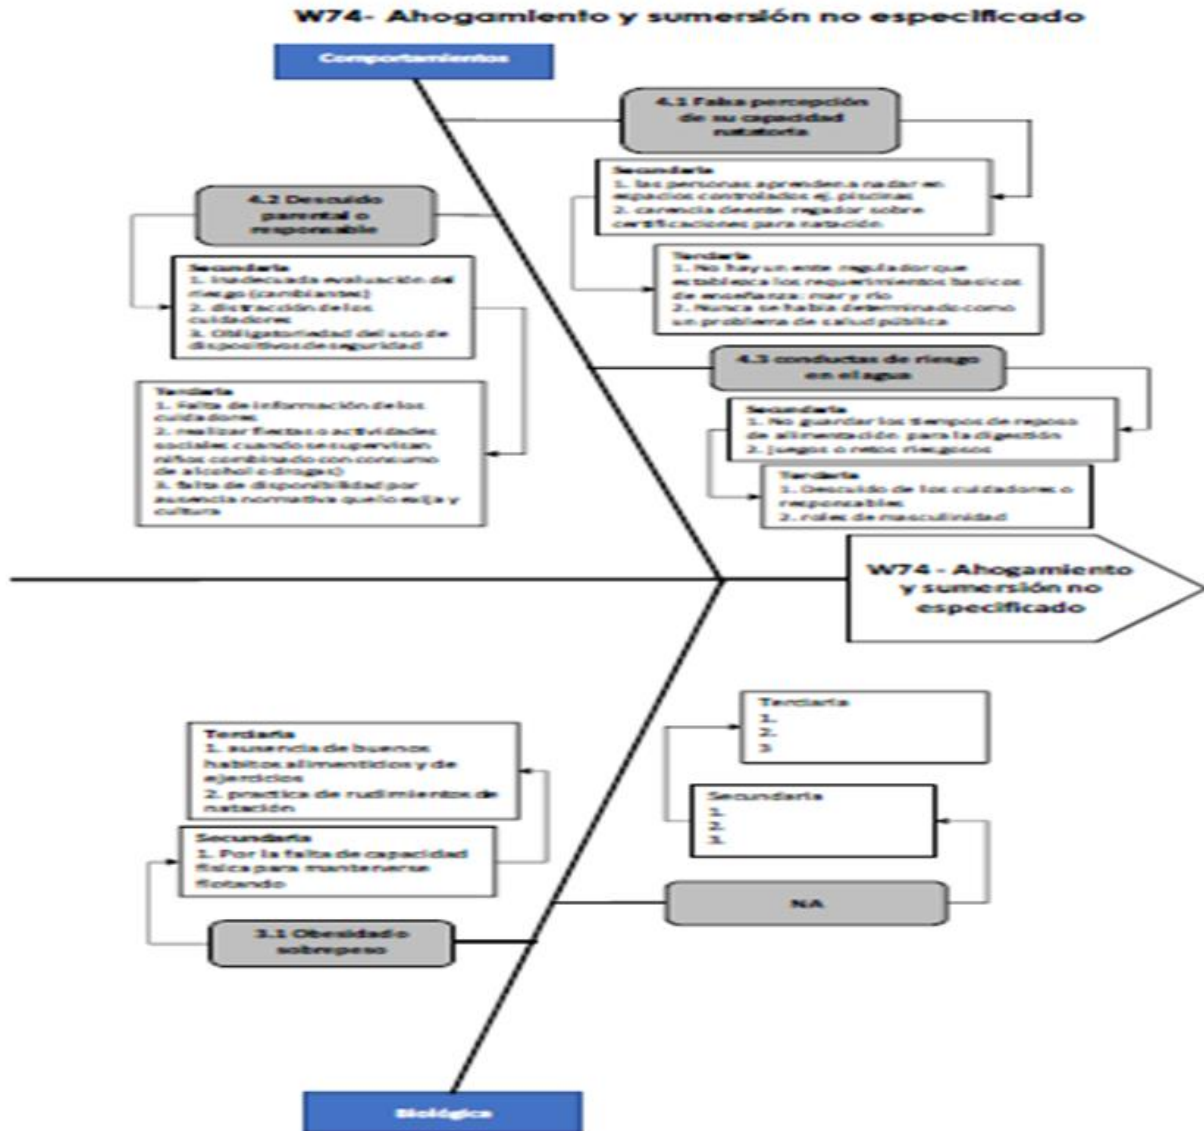 W74- Ahogamiento y sumersión no especificado
Comportamientos
4.1 Falsa percepción
de su capacidad
natatoria
Secundaria
1. las personas aprenden a nadar en
espacios controlados ej. piscinas
2. carencia de ente regador sobre
certificaciones para natación
Terciaria
1. No hay un ente regulador que
establezca los requerimientos basicos
de enseñanza: mar y rio
2. Nunca se habia determinado como
un problema de salud pública
4.2 Descuido
parental o
responsable
Secundaria
1. Inadecuada evaluación del
riesgo (cambiantes)
2. distracción de los
cuidadores
3. Obligatoriedad del uso de
dispositivos de seguridad
Terciaria
1. Falta de información de los
cuidadores
2. realizar fiestas o actividades
sociales cuando se supervisan
niños combinado con consumo
de alcohol o drogas)
3. falta de disponibilidad por
ausencia normativa que lo exija y
cultura
4.3 conductas de riesgo
en el agua
Secundaria
1. No guardar los tiempos de reposo
de alimentación para la digestión
2. juegos o retos riesgosos
Terciaria
1. Descuido de los cuidadores o
responsables
2. roles de masculinidad
W74 - Ahogamiento
y sumersión no
especificado
Terciaria
1. ausencia de buenos
habitos alimenticios y de
ejercicios
2. practica de rudimentos de
natación
Secundaria
1. Por la falta de capacidad
física para mantenerse
flotando
3.1 Obesidad o
sobrepeso
Terciaria
1.
2.
3
Secundaria
1.
2.
3.
NA
Biológica